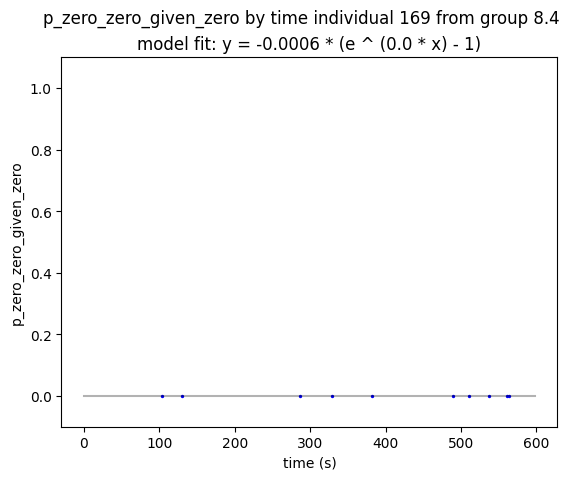 p_zero_zero_given_zero by time individual 169 from group 8.4
model fit: y = -0.0006 * (e ^ (0.0 * x) - 1)
p_zero_zero_given_zero
1.0
0.8
0.6
0.4
0.2
0.0
0 100 200 300 400 500 600
time (s)